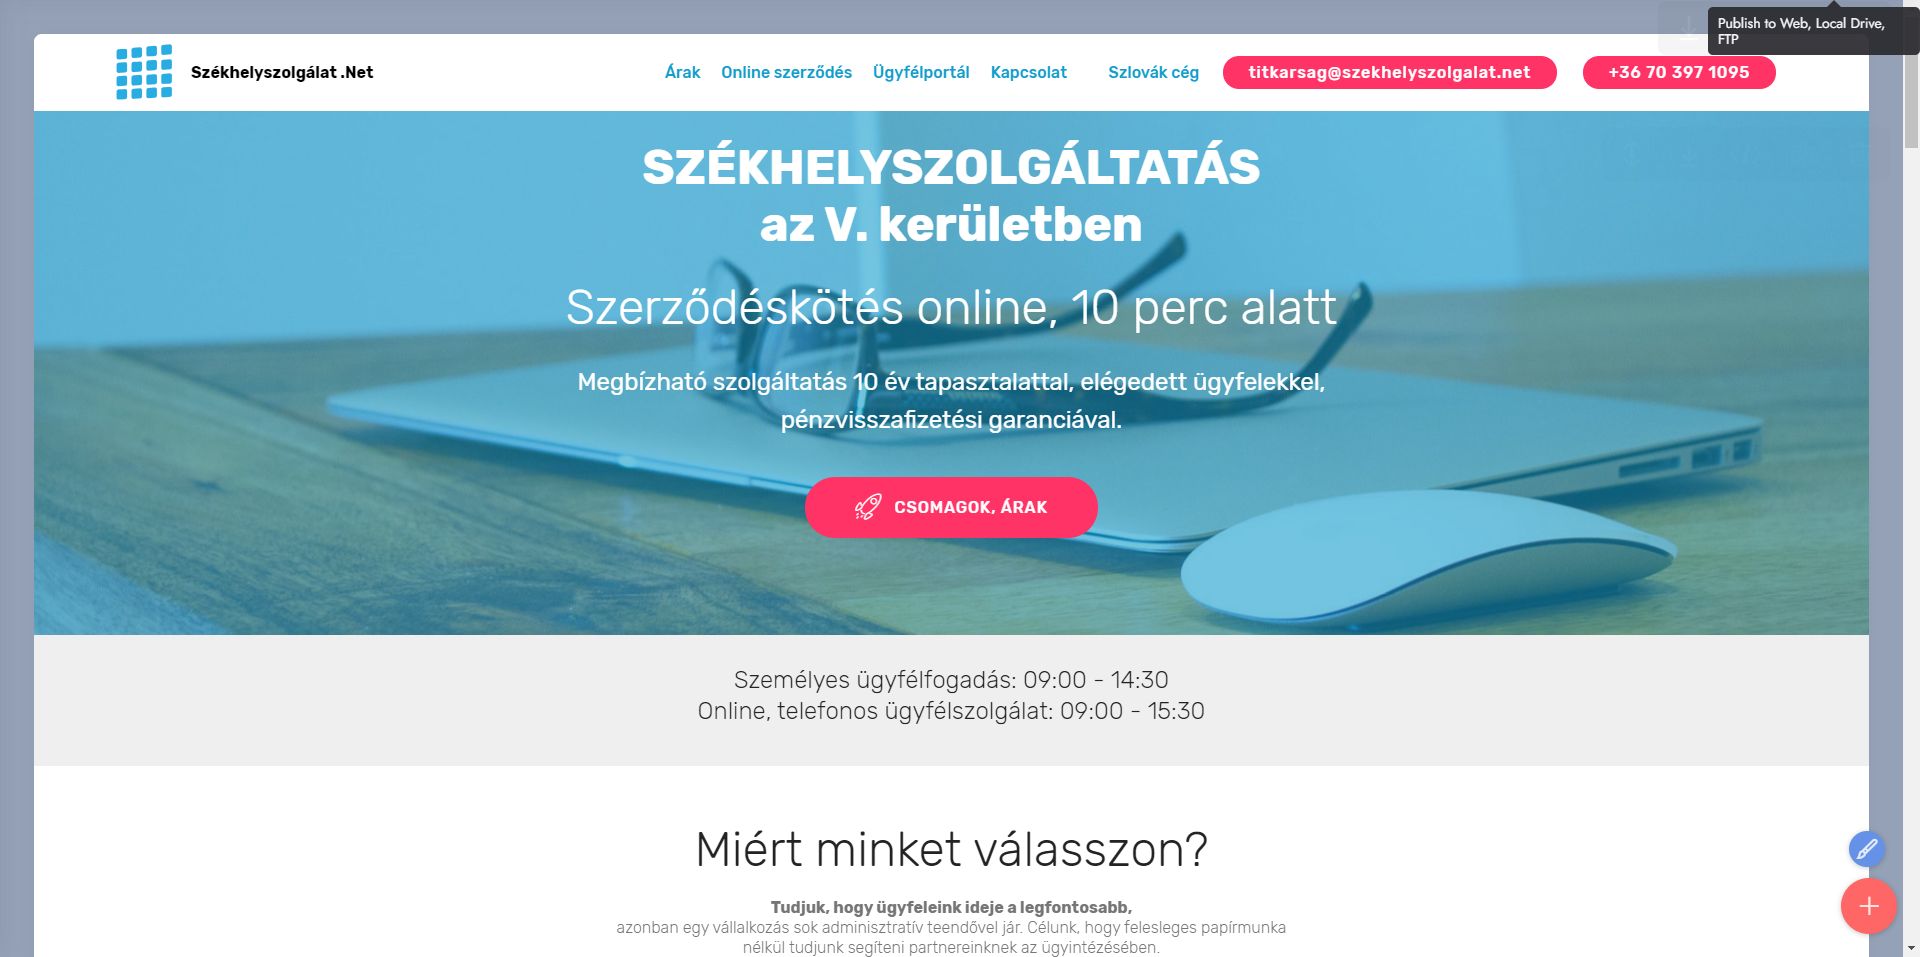 Publish to Web, Local Drive,
FTP
Székhelyszolgálat .Net
Árak Online szerződés Ügyfélportál Kapcsolat Szlovák cég titkarsag@szekhelyszolgalat.net +36 70 397 1095
SZÉKHELYSZOLGÁLTATÁS
az V. kerületben
Szerződéskötés online, 10 perc alatt
Megbízható szolgáltatás 10 év tapasztalattal, elégedett ügyfelekkel,
pénzvisszafizetési garanciával.
CSOMAGOK, ÁRAK
Személyes ügyfélfogadás: 09:00 - 14:30
Online, telefonos ügyfélszolgálat: 09:00 - 15:30
Miért minket válasszon?
Tudjuk, hogy ügyfeleink ideje a legfontosabb,
azonban egy vállalkozás sok adminisztratív teendővel jár. Célunk, hogy felesleges papírmunka
nélkül tudjunk segíteni partnereinknek az ügyintézésében.